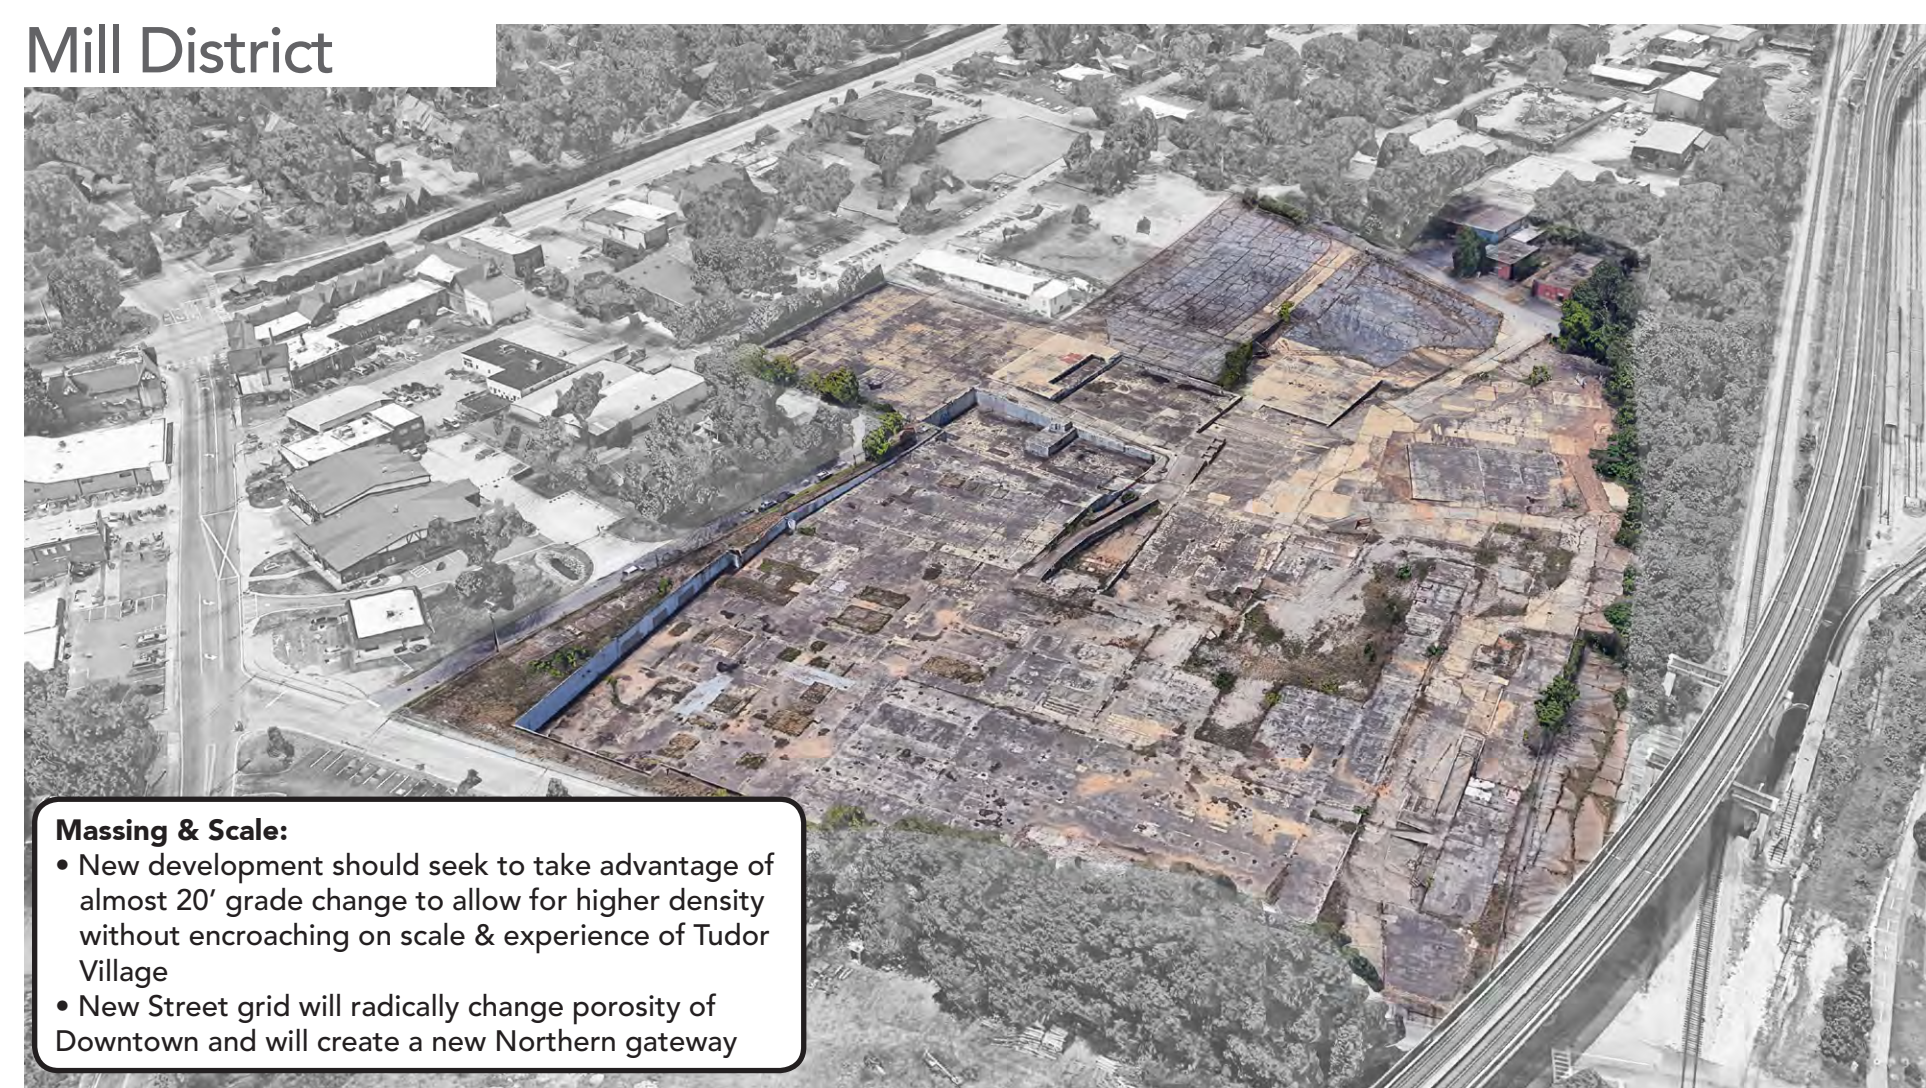 Mill District
Massing & Scale:
• New development should seek to take advantage of
almost 20’ grade change to allow for higher density
without encroaching on scale & experience of Tudor
Village
• New Street grid will radically change porosity of
Downtown and will create a new Northern gateway